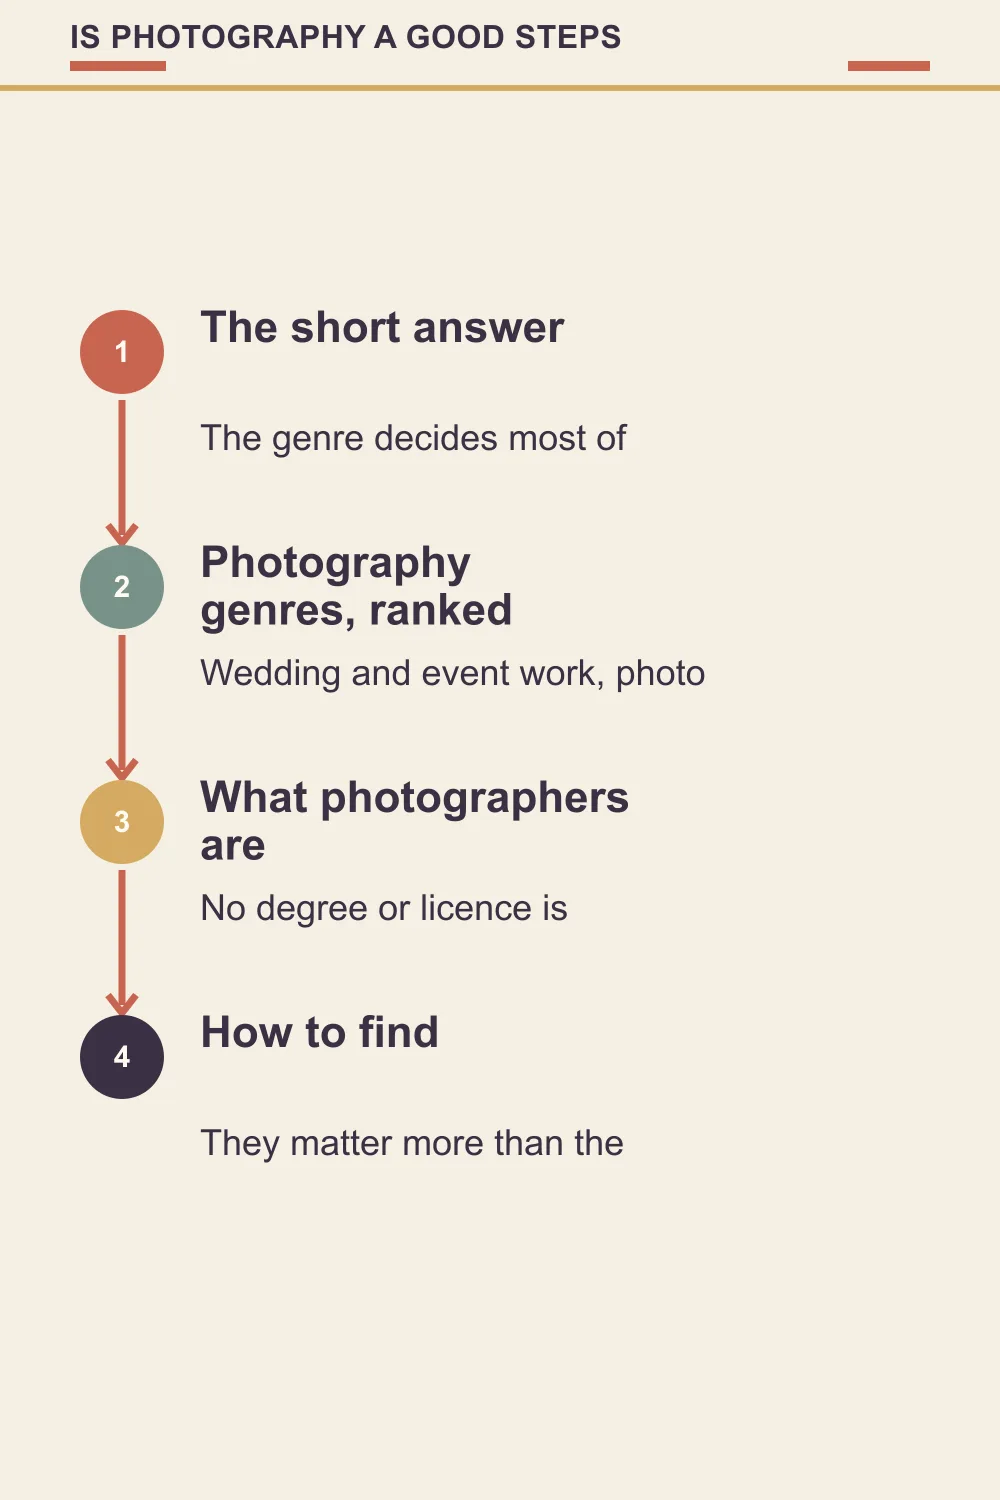 IS PHOTOGRAPHY A GOOD STEPS
1
The short answer
The genre decides most of
2
Photography
genres, ranked
Wedding and event work, photo
3
What photographers
are
No degree or licence is
4
How to find
They matter more than the